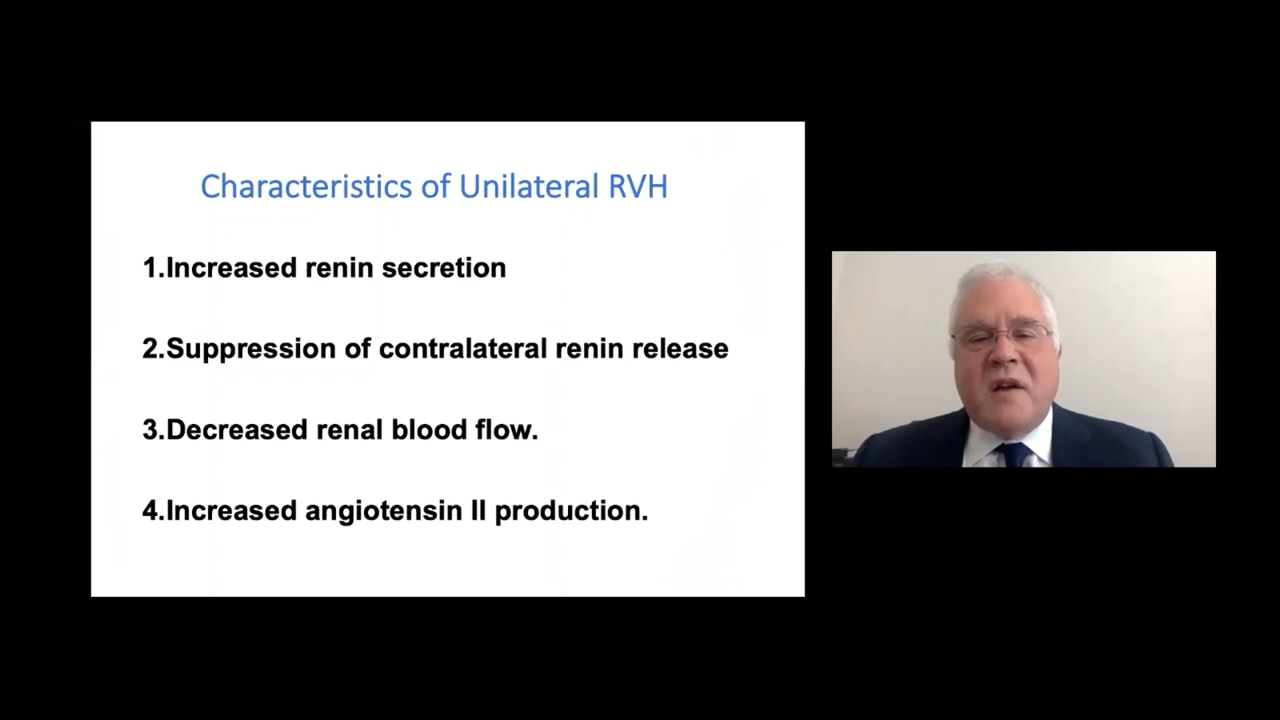 Characteristics of Unilateral RVH
1.Increased renin secretion
2.Suppression of contralateral renin release
3.Decreased renal blood flow.
4.Increased angiotensin II production.